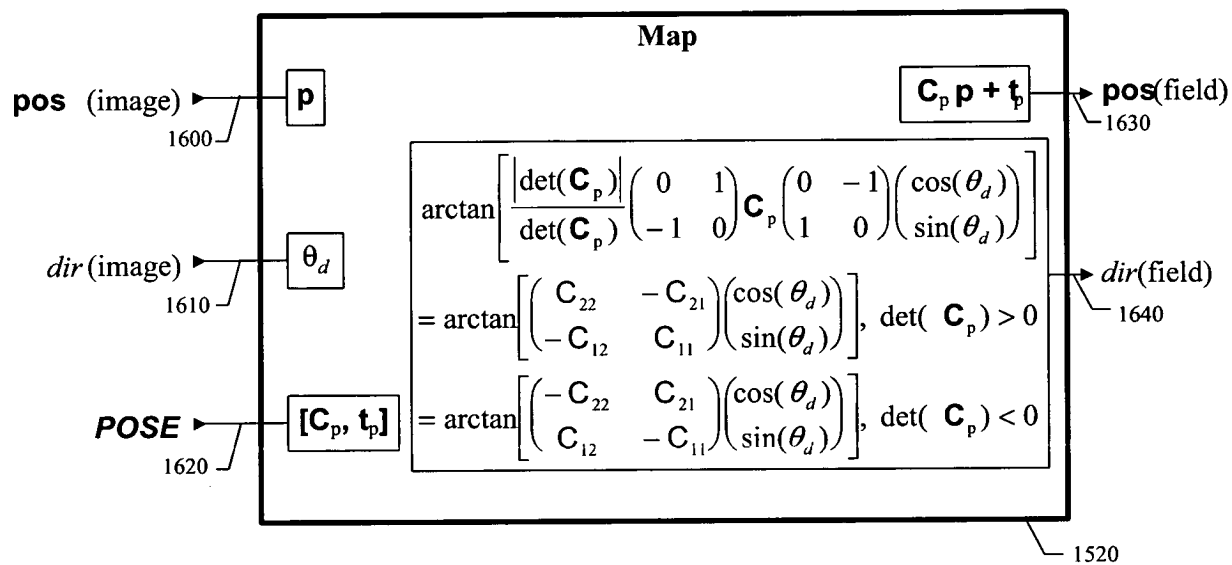 Map
pos (image)
1600
p
C_p p + t_p
pos(field)
1630
arctan[ |det(C_p)| / det(C_p) ( 0 1 ; -1 0 ) C_p ( 0 -1 ; 1 0 ) ( cos(θ_d) ; sin(θ_d) ) ]
dir (image)
1610
θ_d
dir(field)
1640
= arctan[ ( C_22 -C_21 ; -C_12 C_11 ) ( cos(θ_d) ; sin(θ_d) ) ], det( C_p) > 0
POSE
1620
[C_p, t_p]
= arctan[ ( -C_22 C_21 ; C_12 -C_11 ) ( cos(θ_d) ; sin(θ_d) ) ], det( C_p) < 0
1520